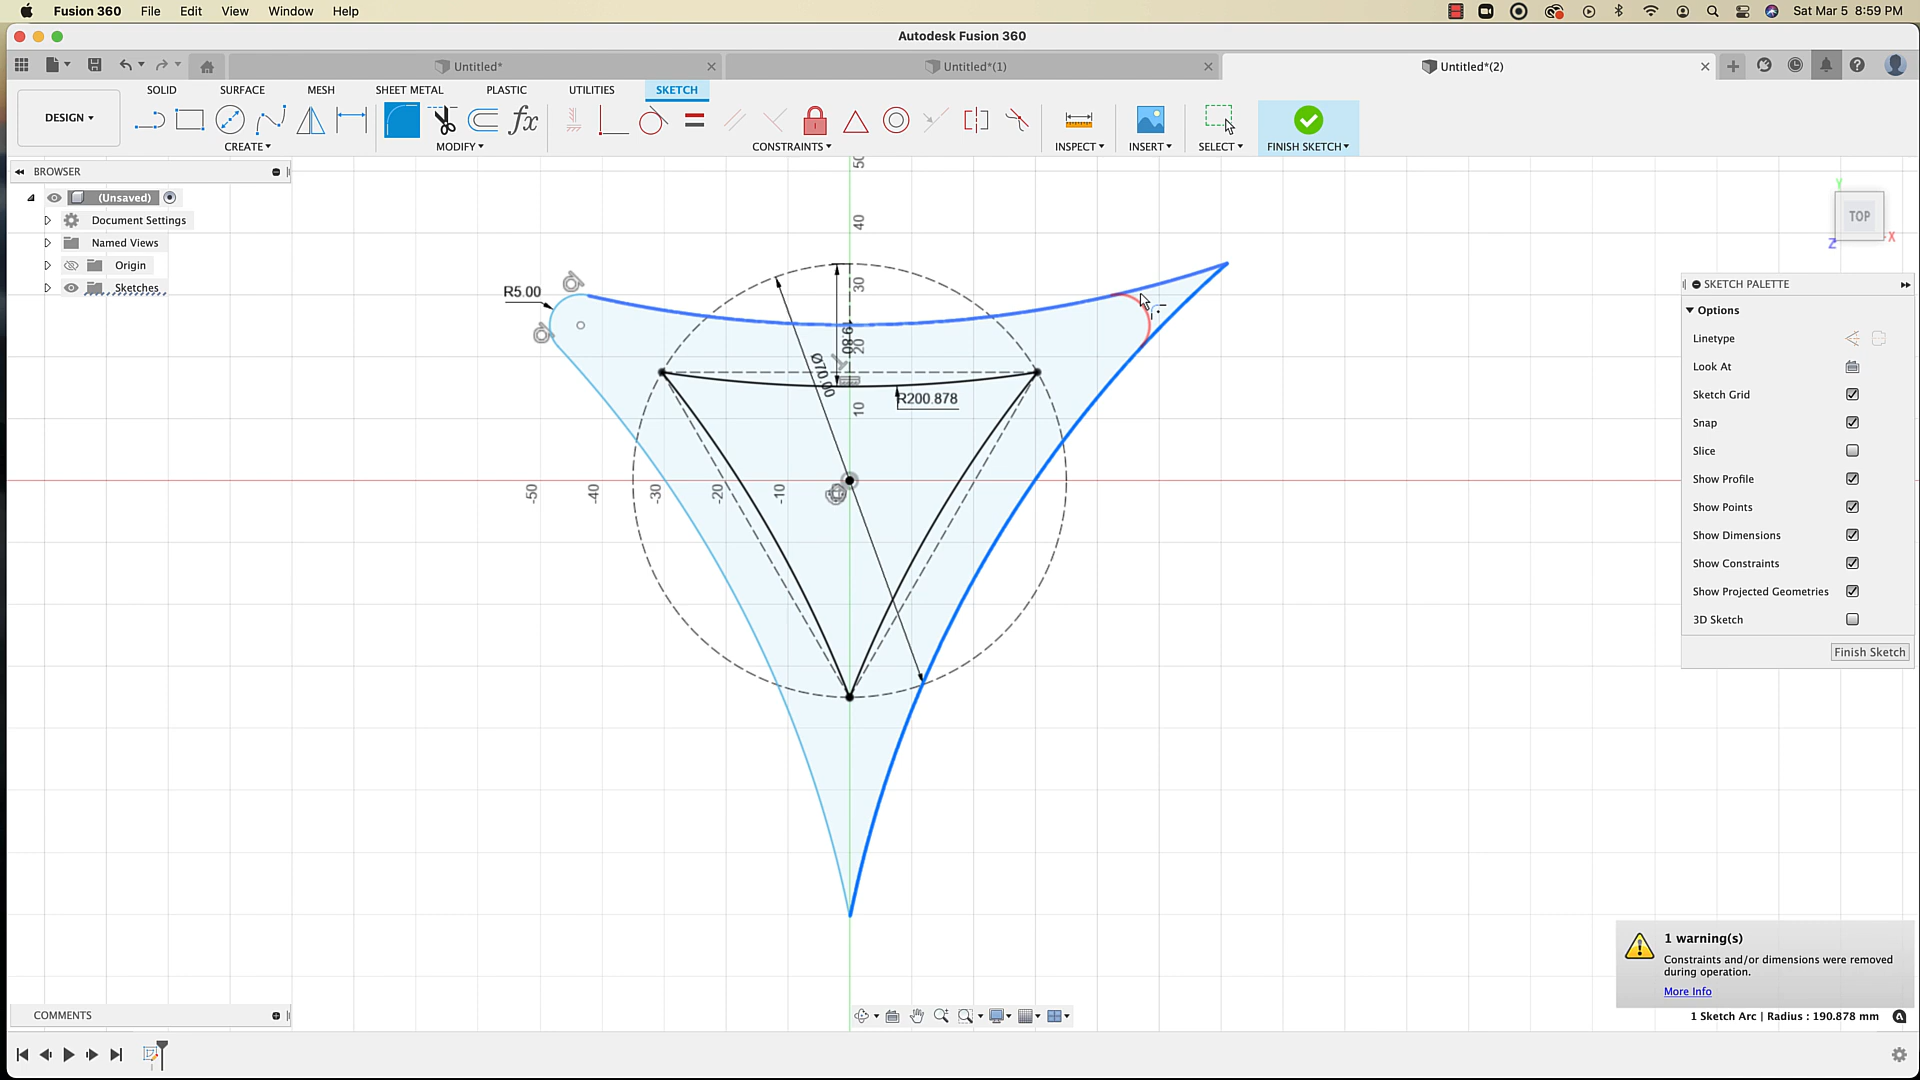 Fusion 360 File Edit View Window Help
Sat Mar 5 8:59 PM
Autodesk Fusion 360
Untitled*
Untitled*(1)
Untitled*(2)
SOLID SURFACE MESH SHEET METAL PLASTIC UTILITIES SKETCH
DESIGN
fx
CREATE MODIFY CONSTRAINTS INSPECT INSERT SELECT FINISH SKETCH
BROWSER
(Unsaved)
Document Settings
Named Views
Origin
Sketches
50
40
30
20
10
-50
-40
-30
-20
-10
R5.00
Ø70.00
R200.878
Y
TOP
Z
X
SKETCH PALETTE
Options
Linetype
Look At
Sketch Grid
Snap
Slice
Show Profile
Show Points
Show Dimensions
Show Constraints
Show Projected Geometries
3D Sketch
Finish Sketch
1 warning(s)
Constraints and/or dimensions were removed
during operation.
More Info
COMMENTS
1 Sketch Arc | Radius : 190.878 mm